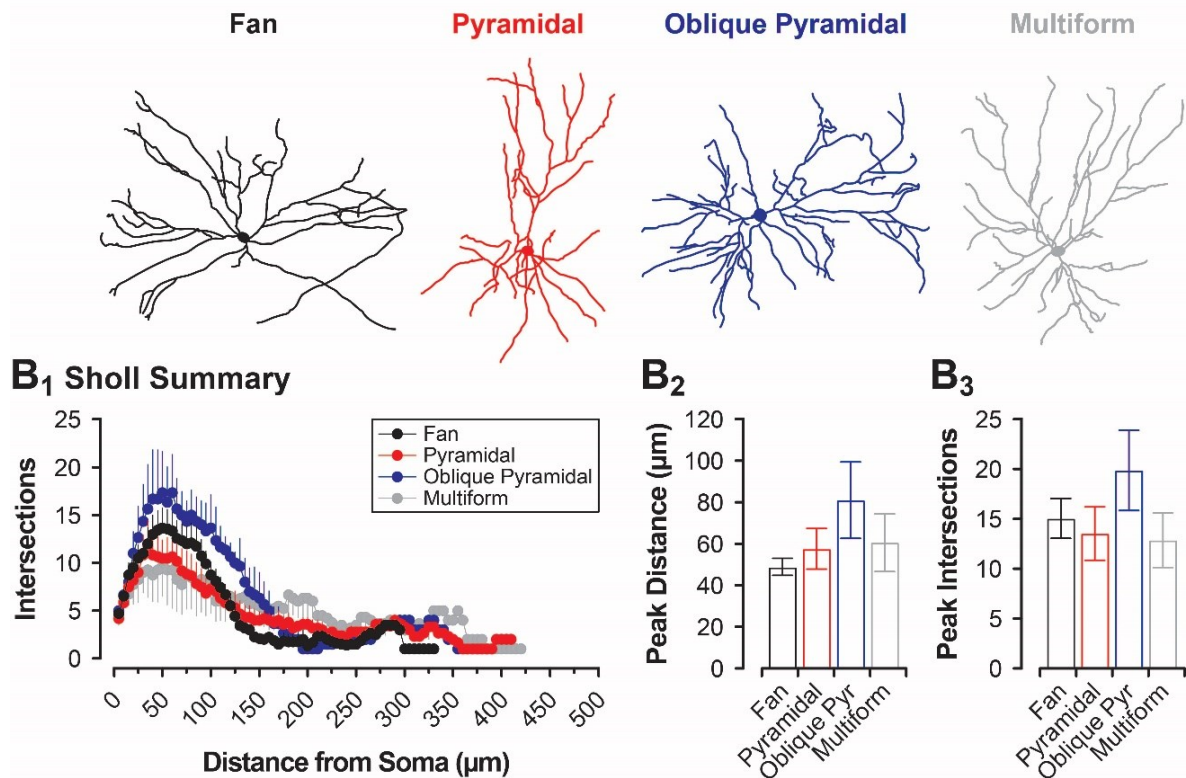 Fan Pyramidal Oblique Pyramidal Multiform
B1 Sholl Summary
Intersections
25
20
15
10
5
0
Fan
Pyramidal
Oblique Pyramidal
Multiform
0 50 100 150 200 250 300 350 400 450 500
Distance from Soma (µm)
B2
Peak Distance (µm)
120
100
80
60
40
20
0
Fan
Pyramidal
Oblique Pyr
Multiform
B3
Peak Intersections
25
20
15
10
5
0
Fan
Pyramidal
Oblique Pyr
Multiform